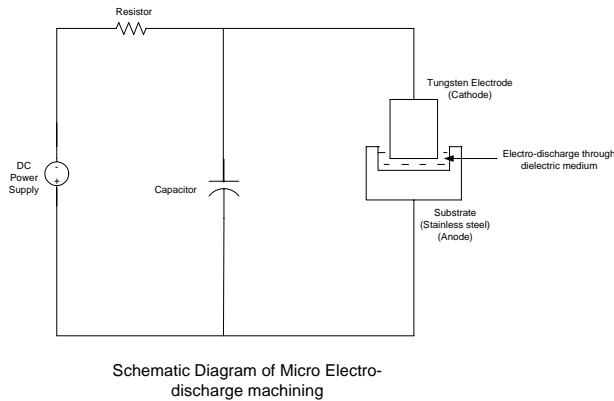 Resistor
Tungsten Electrode
(Cathode)
Electro-discharge through
dielectric medium
DC
Power
Supply
-
+
Capacitor
Substrate
(Stainless steel)
(Anode)
Schematic Diagram of Micro Electro-
discharge machining